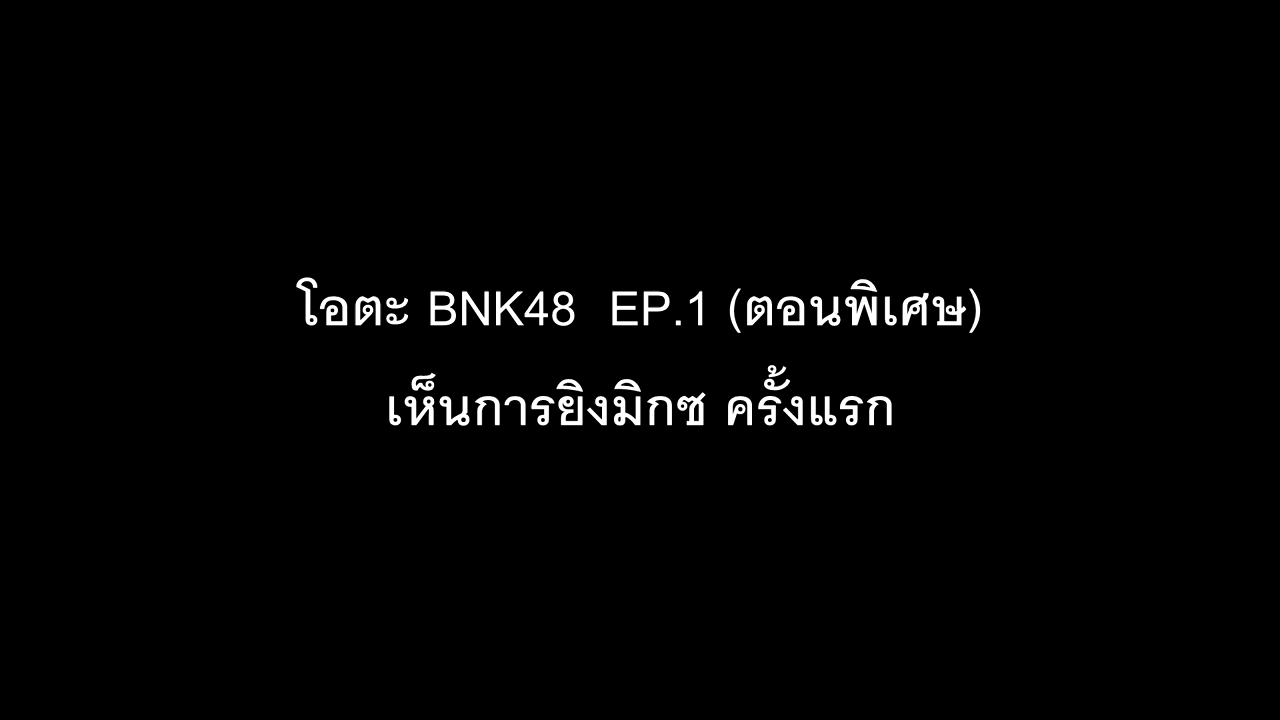 โอตะ BNK48 EP.1 (ตอนพิเศษ)
เห็นการยิงมิกซ ครั้งแรก